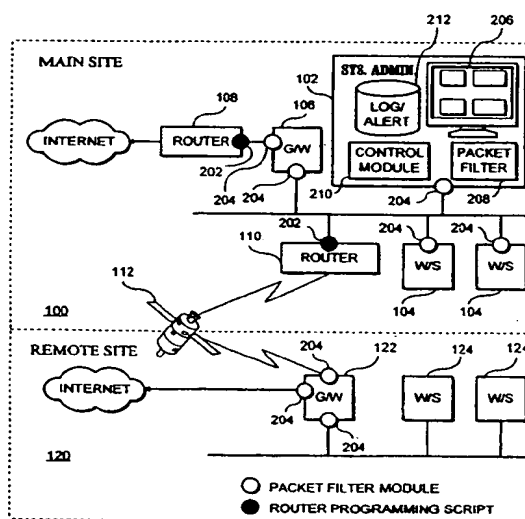 212
206
MAIN SITE
102
SYS. ADMIN
108
106
LOG/
ALERT
INTERNET
ROUTER
G/W
CONTROL
MODULE
PACKET
FILTER
202
204
204
210
204
208
202
204
204
110
ROUTER
W/S
W/S
112
104
104
100
REMOTE SITE
204
122
124
124
INTERNET
G/W
W/S
W/S
204
204
120
PACKET FILTER MODULE
ROUTER PROGRAMMING SCRIPT